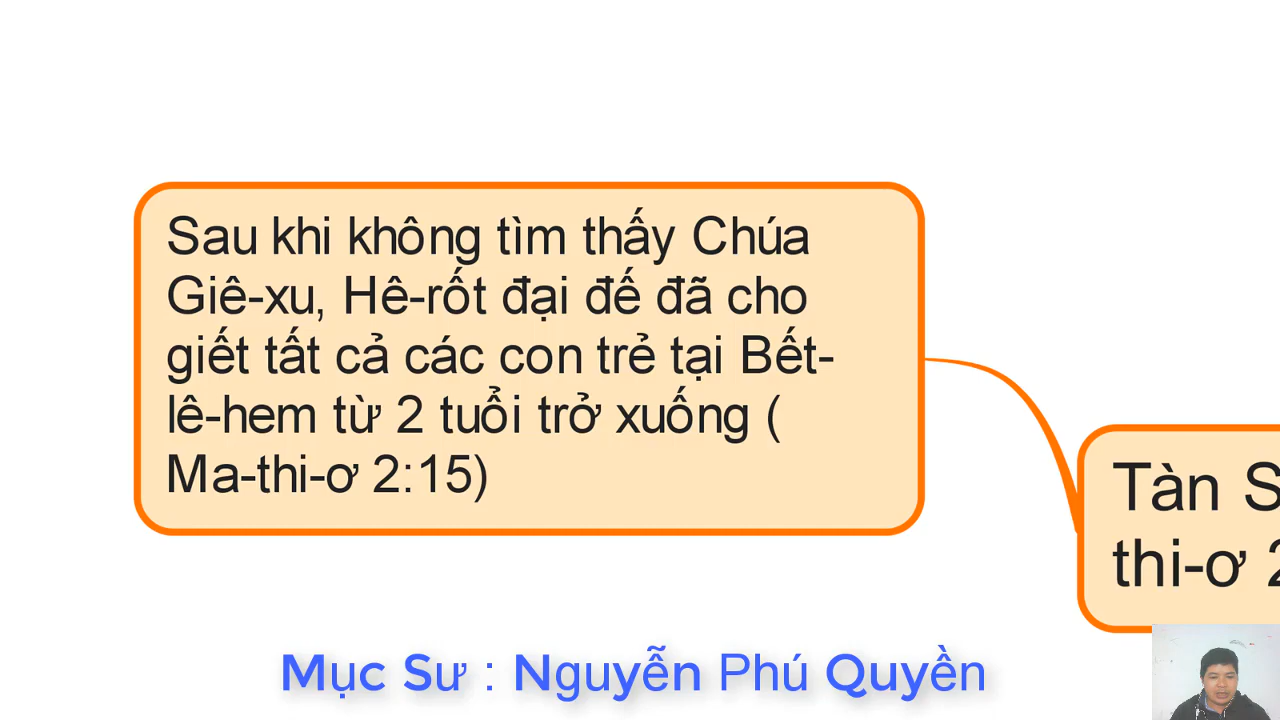 Sau khi không tìm thấy Chúa
Giê-xu, Hê-rốt đại đế đã cho
giết tất cả các con trẻ tại Bết-
lê-hem từ 2 tuổi trở xuống (
Ma-thi-ơ 2:15)
Tàn S
thi-ơ 2
Mục Sư : Nguyễn Phú Quyền